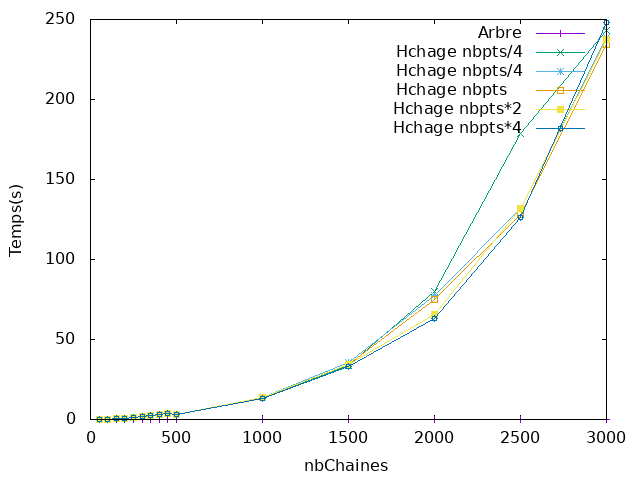 250
200
150
100
50
0
Temps(s)
Arbre
Hchage nbpts/4
Hchage nbpts/4
Hchage nbpts
Hchage nbpts*2
Hchage nbpts*4
0 500 1000 1500 2000 2500 3000
nbChaines